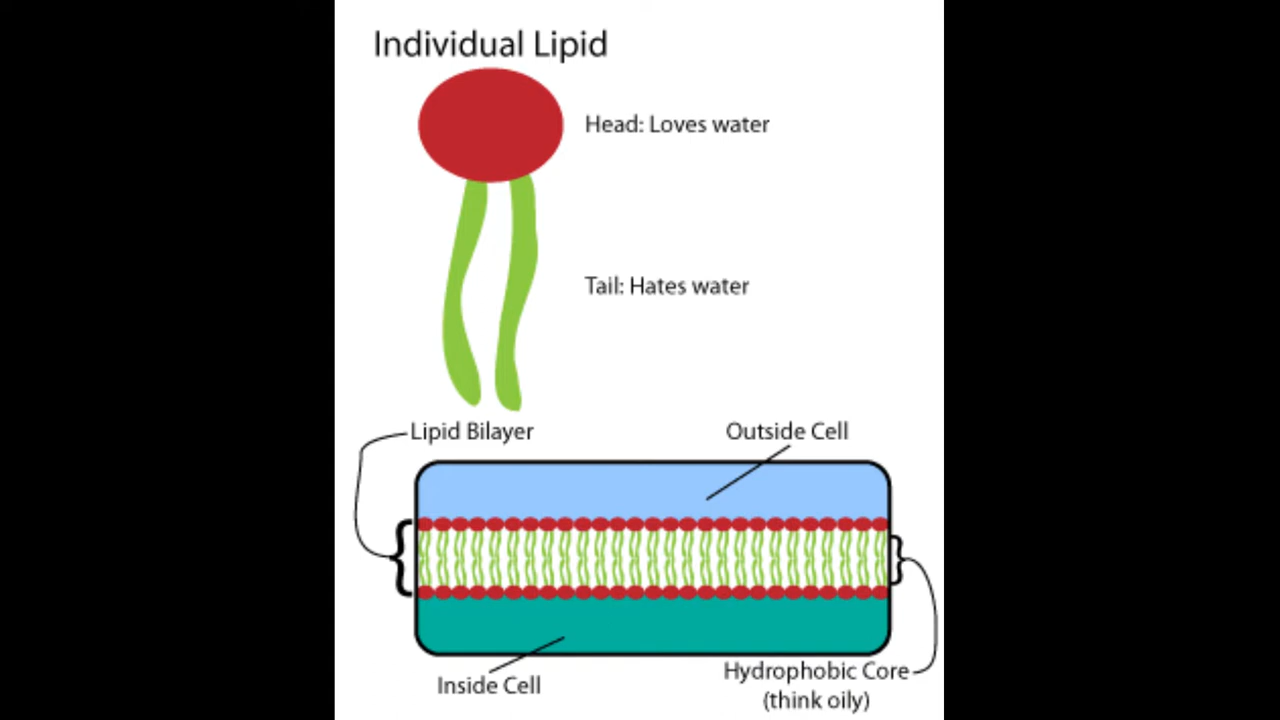 Individual Lipid
Head: Loves water
Tail: Hates water
Lipid Bilayer
Outside Cell
Inside Cell
Hydrophobic Core
(think oily)